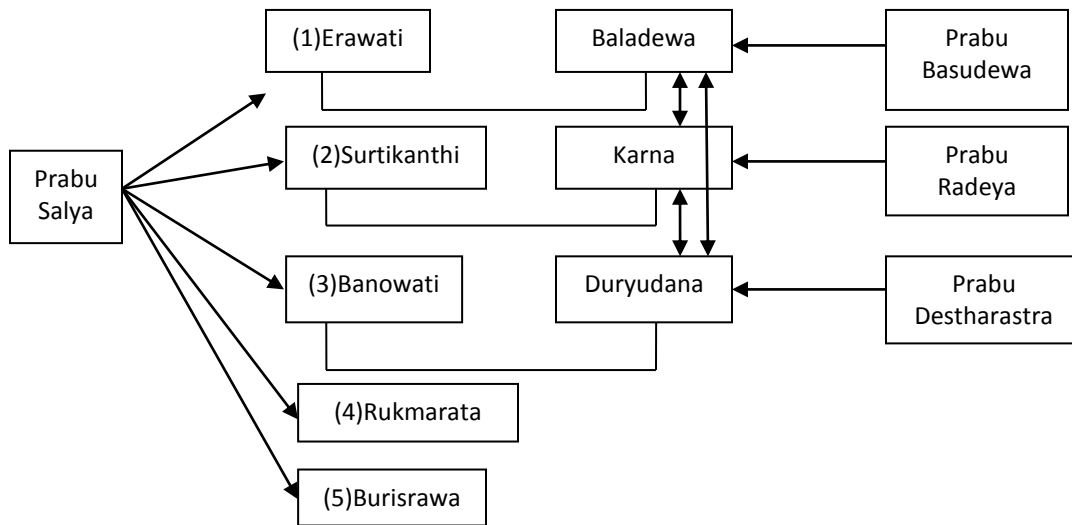 (1)Erawati
Baladewa
Prabu
Basudewa
(2)Surtikanthi
Karna
Prabu
Radeya
Prabu
Salya
(3)Banowati
Duryudana
Prabu
Destharastra
(4)Rukmarata
(5)Burisrawa